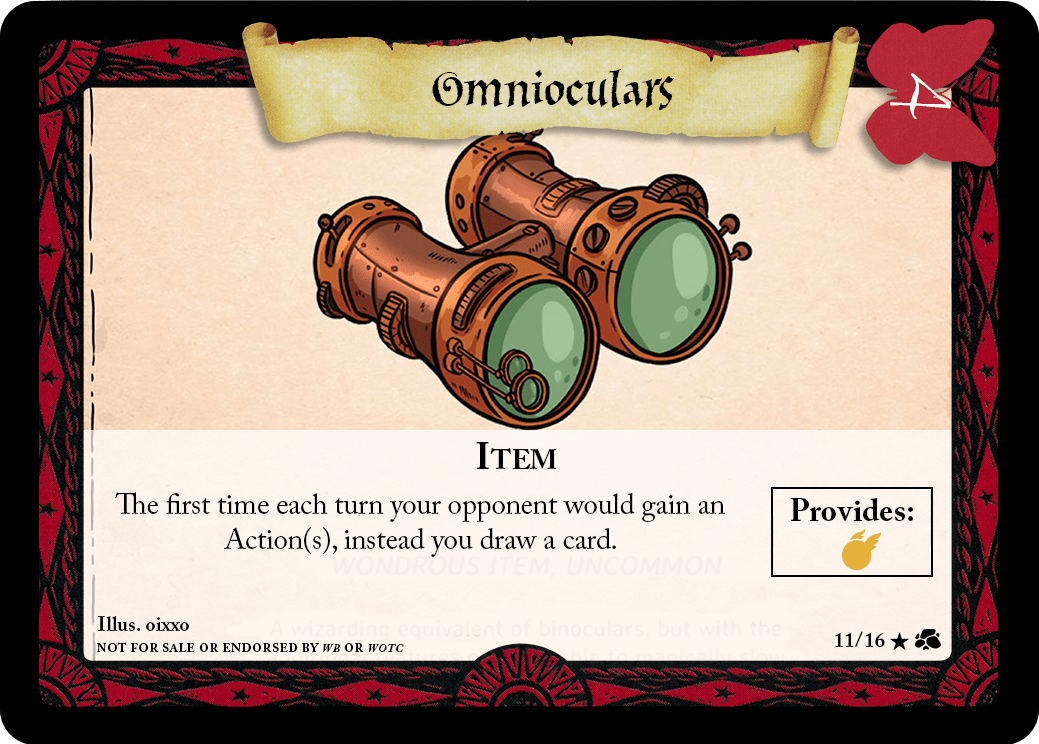 Omnioculars
4
ITEM
The first time each turn your opponent would gain an
Action(s), instead you draw a card.
Provides:
WONDROUS ITEM, UNCOMMON
Illus. oixxo
A wizarding equivalent of binoculars, but with the
NOT FOR SALE OR ENDORSED BY WB OR WOTC
11/16